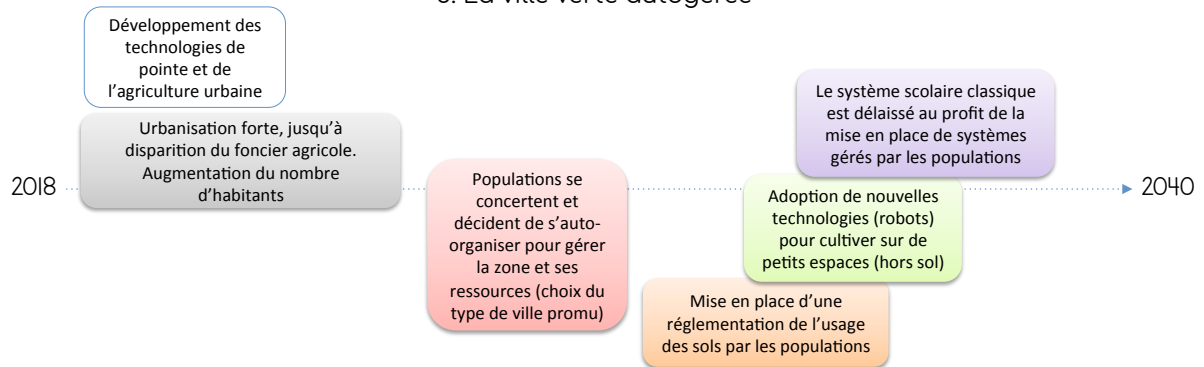 Développement des
technologies de
pointe et de
l'agriculture urbaine
Urbanisation forte, jusqu'à
disparition du foncier agricole.
Augmentation du nombre
d'habitants
2018
Populations se
concertent et
décident de s'auto-
organiser pour gérer
la zone et ses
ressources (choix du
type de ville promu)
Le système scolaire classique
est délaissé au profit de la
mise en place de systèmes
gérés par les populations
Adoption de nouvelles
technologies (robots)
pour cultiver sur de
petits espaces (hors sol)
Mise en place d'une
réglementation de l'usage
des sols par les populations
2040